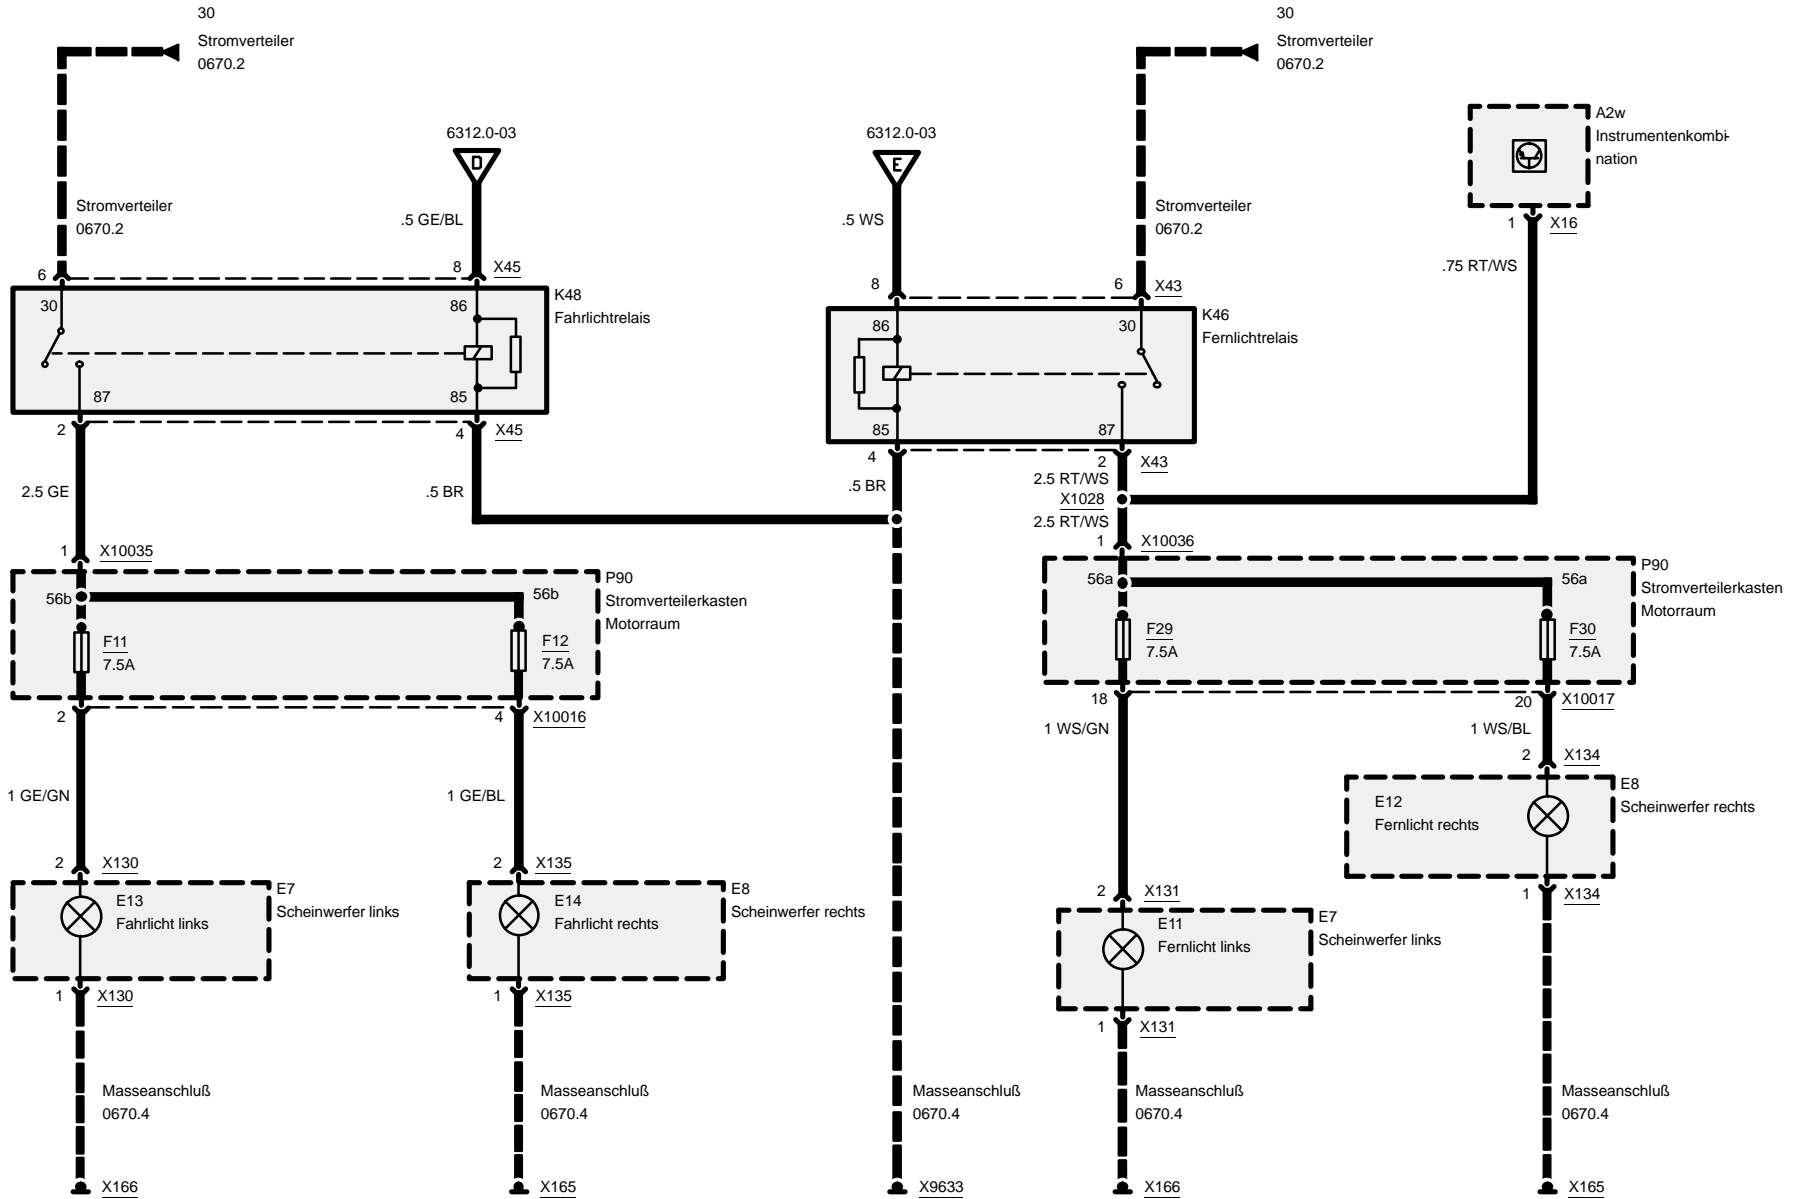 30
Stromverteiler
0670.2
30
Stromverteiler
0670.2
A2w
Instrumentenkombi-
nation
6312.0-03
D
6312.0-03
E
Stromverteiler
0670.2
.5 GE/BL
.5 WS
Stromverteiler
0670.2
1 X16
.75 RT/WS
6
8 X45
8
6 X43
30
86
K48
Fahrlichtrelais
86
30
K46
Fernlichtrelais
87
85
85
87
2
4 X45
4
2 X43
2.5 GE
.5 BR
.5 BR
2.5 RT/WS
X1028
2.5 RT/WS
1 X10035
1 X10036
56b
56b
P90
Stromverteilerkasten
Motorraum
56a
56a
P90
Stromverteilerkasten
Motorraum
F11
7.5A
F12
7.5A
F29
7.5A
F30
7.5A
2
4 X10016
18
20 X10017
1 WS/GN
1 WS/BL
2 X134
1 GE/GN
1 GE/BL
E12
Fernlicht rechts
E8
Scheinwerfer rechts
2 X130
2 X135
2 X131
1 X134
E13
Fahrlicht links
E7
Scheinwerfer links
E14
Fahrlicht rechts
E8
Scheinwerfer rechts
E11
Fernlicht links
E7
Scheinwerfer links
1 X130
1 X135
1 X131
Masseanschluß
0670.4
Masseanschluß
0670.4
Masseanschluß
0670.4
Masseanschluß
0670.4
Masseanschluß
0670.4
X166
X165
X9633
X166
X165